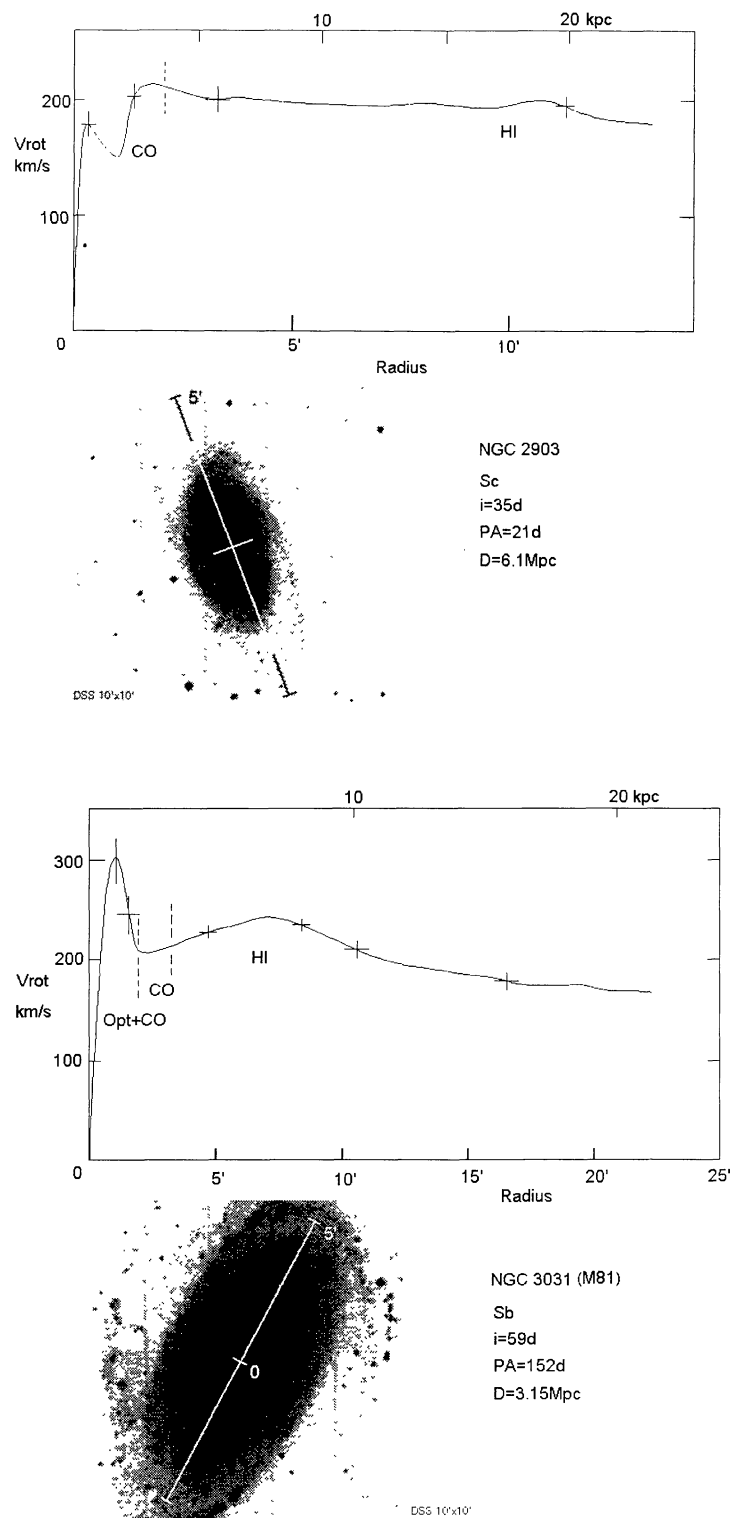 10 20 kpc
200
Vrot
km/s
CO
HI
100
0 5' 10'
Radius
5'
NGC 2903
Sc
i=35d
PA=21d
D=6.1Mpc
DSS 10'x10'
10 20 kpc
300
200
Vrot
km/s
HI
CO
Opt+CO
100
0 5' 10' 15' 20' 25'
Radius
5'
0
NGC 3031 (M81)
Sb
i=59d
PA=152d
D=3.15Mpc
DSS 10'x10'